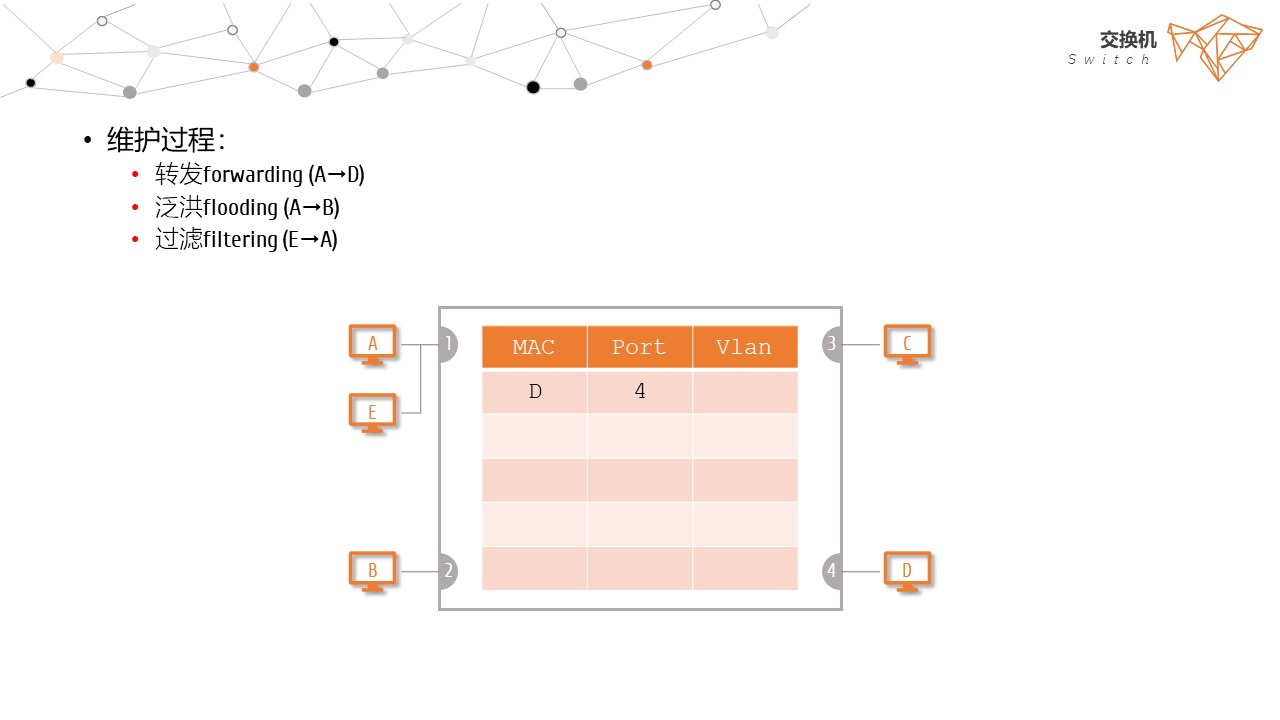 交换机
Switch
• 维护过程：
• 转发forwarding (A→D)
• 泛洪flooding (A→B)
• 过滤filtering (E→A)
A
1
MAC Port Vlan
3
C
D 4
E
B
2
4
D